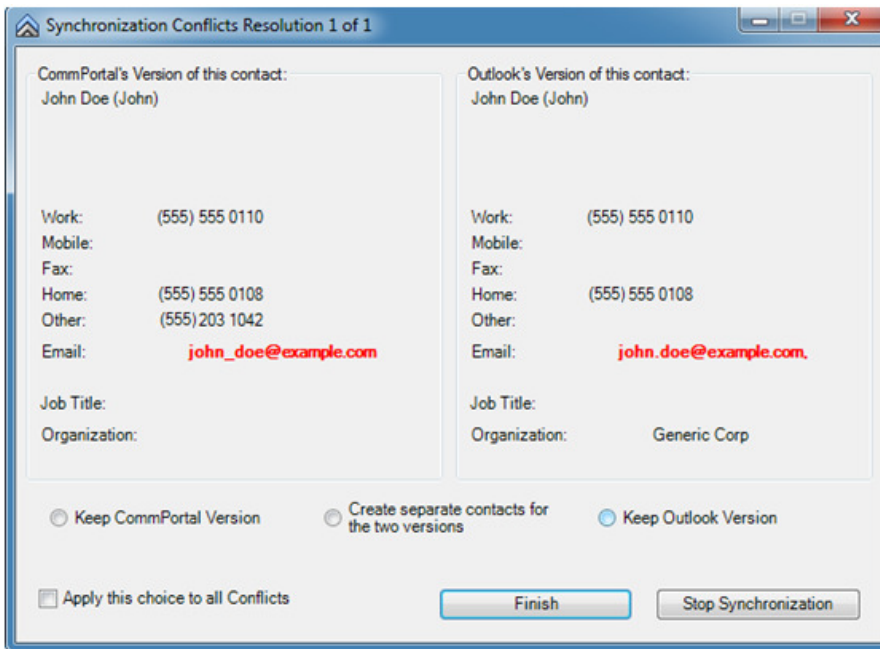 Synchronization Conflicts Resolution 1 of 1
CommPortal's Version of this contact:
John Doe (John)
Work: (555) 555 0110
Mobile:
Fax:
Home: (555) 555 0108
Other: (555) 203 1042
Email: john_doe@example.com
Job Title:
Organization:
Outlook's Version of this contact:
John Doe (John)
Work: (555) 555 0110
Mobile:
Fax:
Home: (555) 555 0108
Other:
Email: john.doe@example.com,
Job Title:
Organization: Generic Corp
Keep CommPortal Version
Create separate contacts for
the two versions
Keep Outlook Version
Apply this choice to all Conflicts
Finish
Stop Synchronization